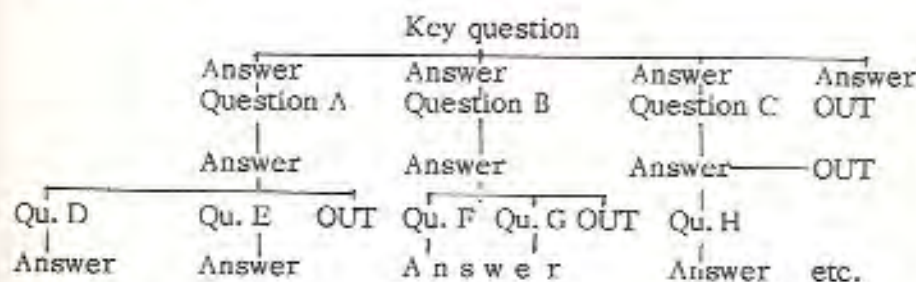 Key question
Answer Answer Answer Answer
Question A Question B Question C OUT
Answer Answer Answer OUT
Qu. D Qu. E OUT Qu. F Qu. G OUT Qu. H
Answer Answer Answer Answer etc.